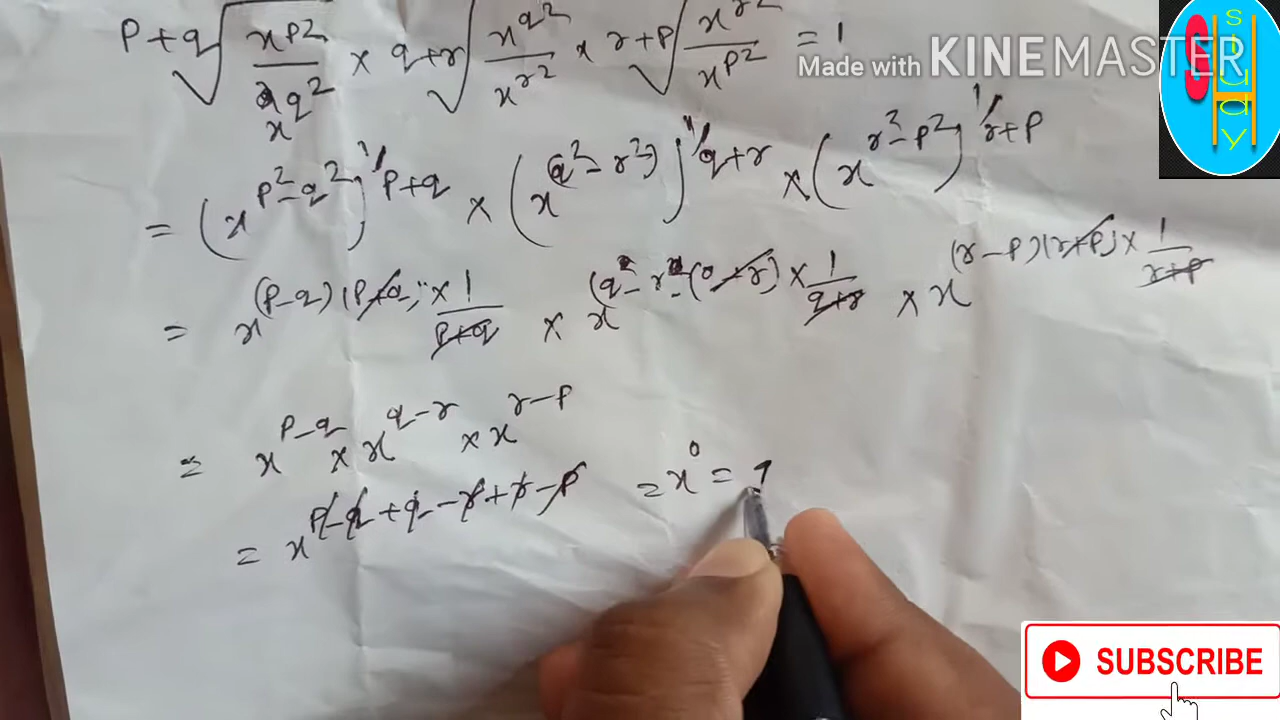 p+q√(x^p²/x^q²) × q+r√(x^q²/x^r²) × r+p√(x^r²/x^p²) = 1
Made with KINEMASTER
S Study
= (x^p²-q²)^1/p+q × (x^(q²-r²))^1/q+r × (x^r²-p²)^1/r+p
= x^(p-q)(p+q)×1/p+q × x^(q-r)(q+r)×1/q+r × x^(r-p)(r+p)×1/r+p
= x^p-q × x^q-r × x^r-p
= x^p-q+q-r+r-p = x^0 = 1
SUBSCRIBE